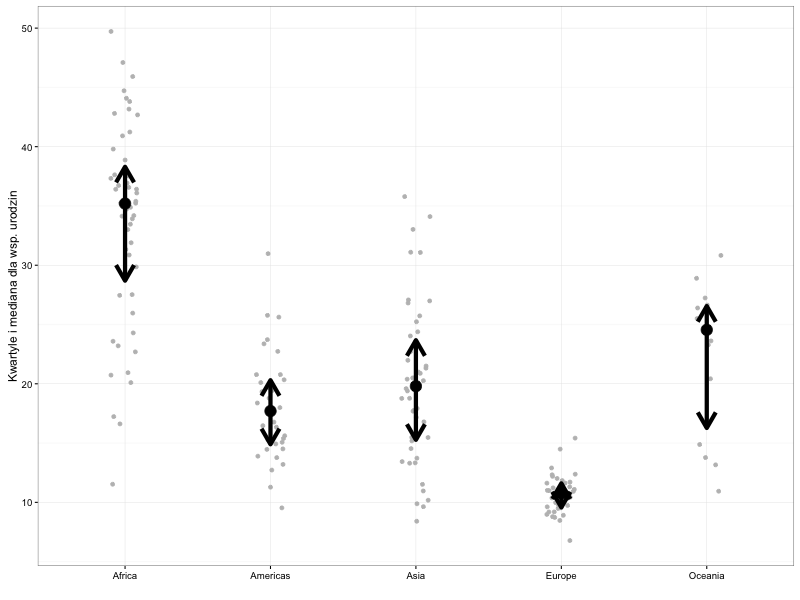 Kwartyle i mediana dla wsp. urodzin
50
40
30
20
10
Africa
Americas
Asia
Europe
Oceania